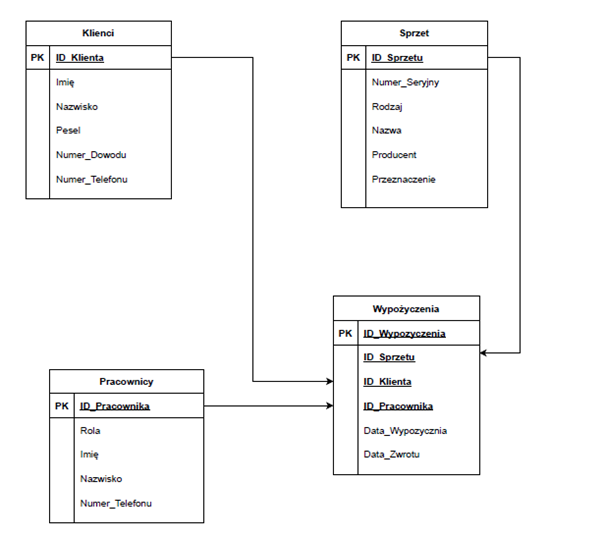 Klienci
PK ID_Klienta
Imię
Nazwisko
Pesel
Numer_Dowodu
Numer_Telefonu
Sprzet
PK ID_Sprzetu
Numer_Seryjny
Rodzaj
Nazwa
Producent
Przeznaczenie
Wypożyczenia
PK ID_Wypozyczenia
ID_Sprzetu
ID_Klienta
ID_Pracownika
Data_Wypozycznia
Data_Zwrotu
Pracownicy
PK ID_Pracownika
Rola
Imię
Nazwisko
Numer_Telefonu